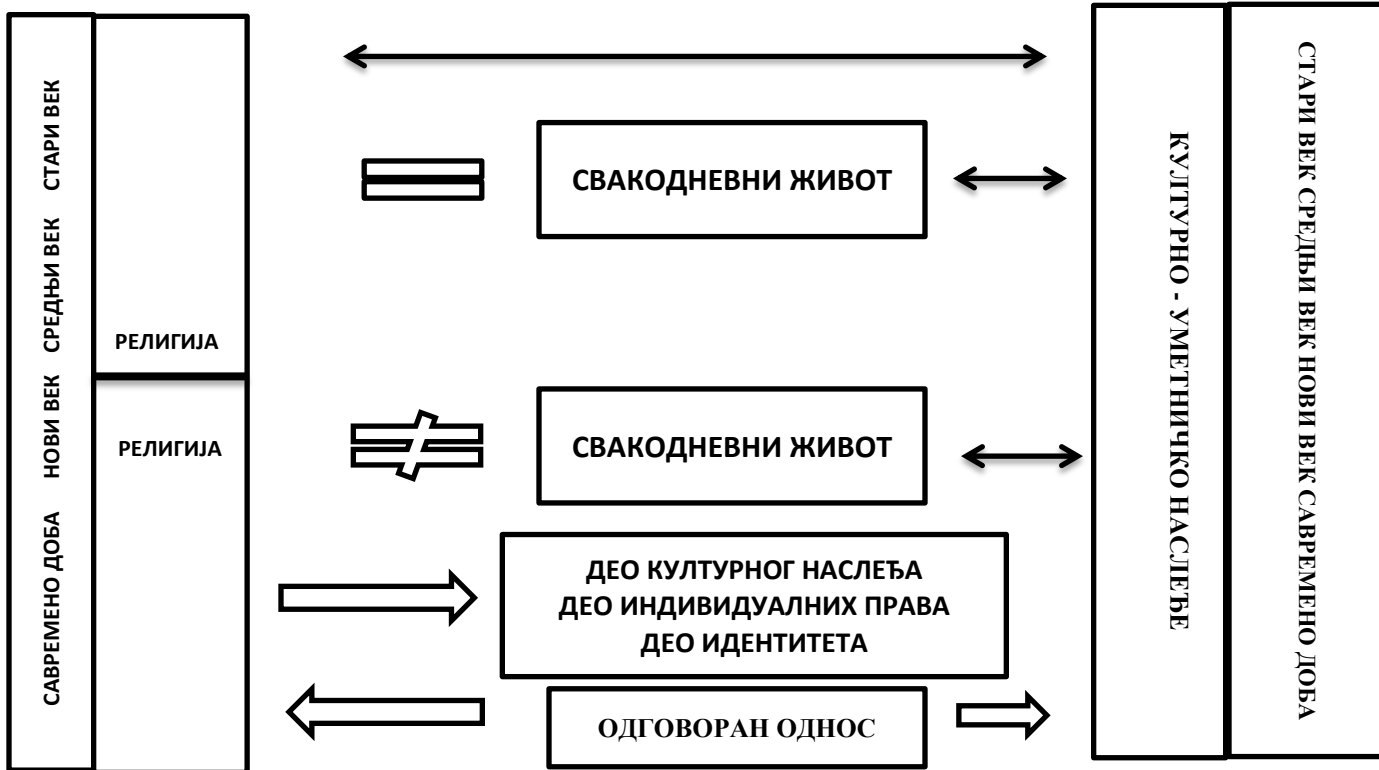 САВРЕМЕНО ДОБА НОВИ ВЕК СРЕДЊИ ВЕК СТАРИ ВЕК
РЕЛИГИЈА
РЕЛИГИЈА
СВАКОДНЕВНИ ЖИВОТ
СВАКОДНЕВНИ ЖИВОТ
ДЕО КУЛТУРНОГ НАСЛЕЂА
ДЕО ИНДИВИДУАЛНИХ ПРАВА
ДЕО ИДЕНТИТЕТА
ОДГОВОРАН ОДНОС
КУЛТУРНО - УМЕТНИЧКО НАСЛЕЂЕ
СТАРИ ВЕК СРЕДЊИ ВЕК НОВИ ВЕК САВРЕМЕНО ДОБА